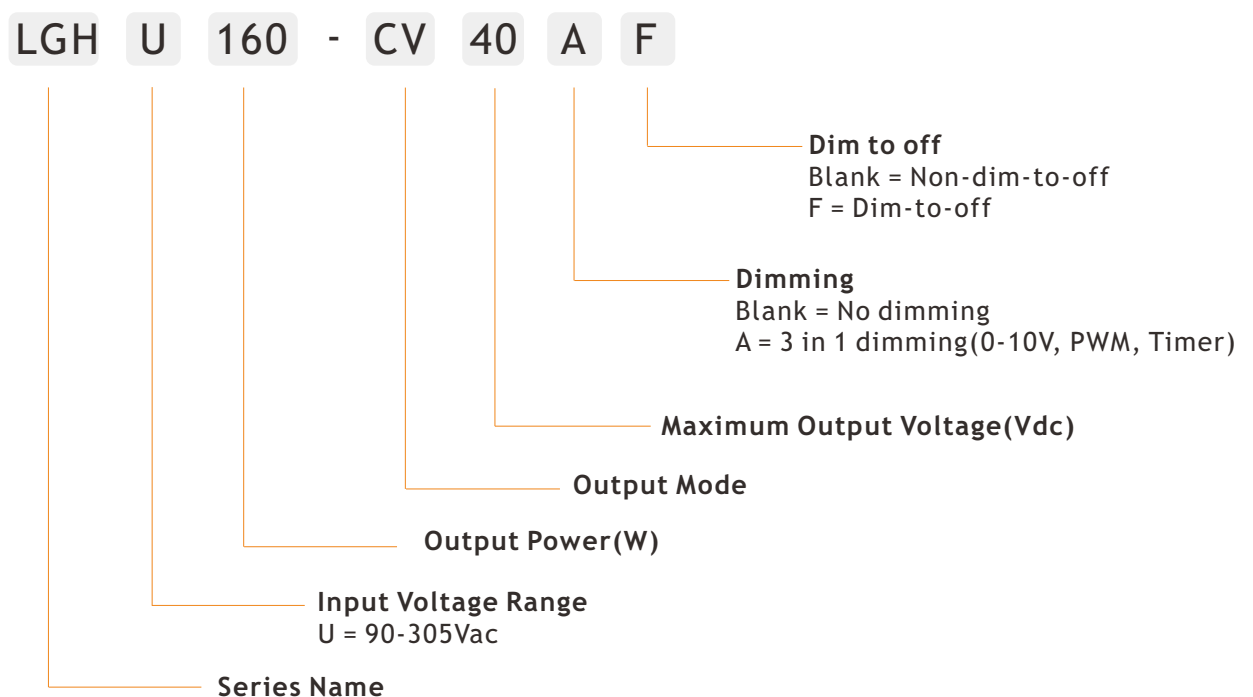 LGH U 160 - CV 40 A F
Dim to off
Blank = Non-dim-to-off
F = Dim-to-off
Dimming
Blank = No dimming
A = 3 in 1 dimming(0-10V, PWM, Timer)
Maximum Output Voltage(Vdc)
Output Mode
Output Power(W)
Input Voltage Range
U = 90-305Vac
Series Name